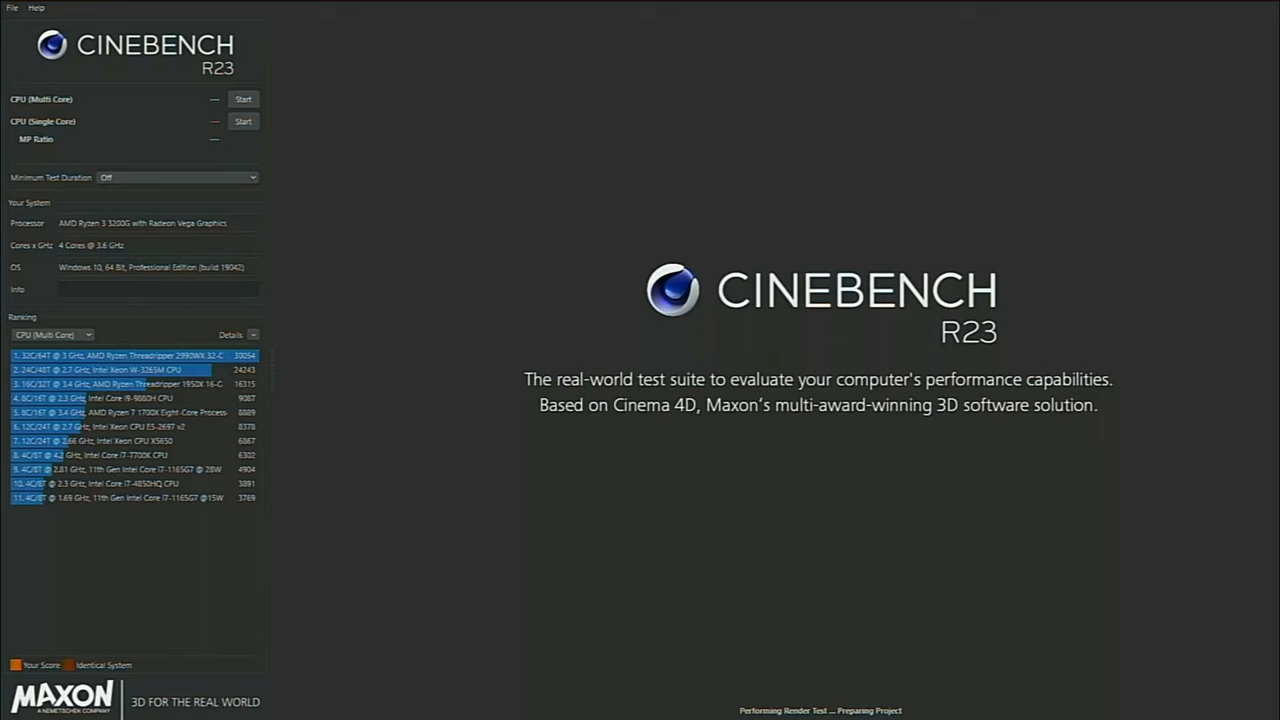 File Help
CINEBENCH
R23
CPU (Multi Core) --- Start
CPU (Single Core) --- Start
MP Ratio ---
Minimum Test Duration Off
Your System
Processor AMD Ryzen 3 3200G with Radeon Vega Graphics
Cores x GHz 4 Cores @ 3.6 GHz
OS Windows 10, 64 Bit, Professional Edition (build 19042)
Info
Ranking
CPU (Multi Core) Details
1. 32C/64T @ 3 GHz, AMD Ryzen Threadripper 2990WX 32-C 30054
2. 24C/48T @ 2.7 GHz, Intel Xeon W-3265M CPU 24243
3. 16C/32T @ 3.4 GHz, AMD Ryzen Threadripper 1950X 16-C 16315
4. 8C/16T @ 2.3 GHz, Intel Core i9-9880H CPU 9087
5. 8C/16T @ 3.4 GHz, AMD Ryzen 7 1700X Eight-Core Process 8889
6. 12C/24T @ 2.7 GHz, Intel Xeon CPU E5-2697 v2 8378
7. 12C/24T @ 2.66 GHz, Intel Xeon CPU X5650 6867
8. 4C/8T @ 4.2 GHz, Intel Core i7-7700K CPU 6302
9. 4C/8T @ 2.81 GHz, 11th Gen Intel Core i7-1165G7 @ 28W 4904
10. 4C/8T @ 2.3 GHz, Intel Core i7-4850HQ CPU 3891
11. 4C/8T @ 1.69 GHz, 11th Gen Intel Core i7-1165G7 @15W 3769
Your Score Identical System
MAXON
A NEMETSCHEK COMPANY
3D FOR THE REAL WORLD
CINEBENCH
R23
The real-world test suite to evaluate your computer's performance capabilities.
Based on Cinema 4D, Maxon's multi-award-winning 3D software solution.
Performing Render Test ... Preparing Project